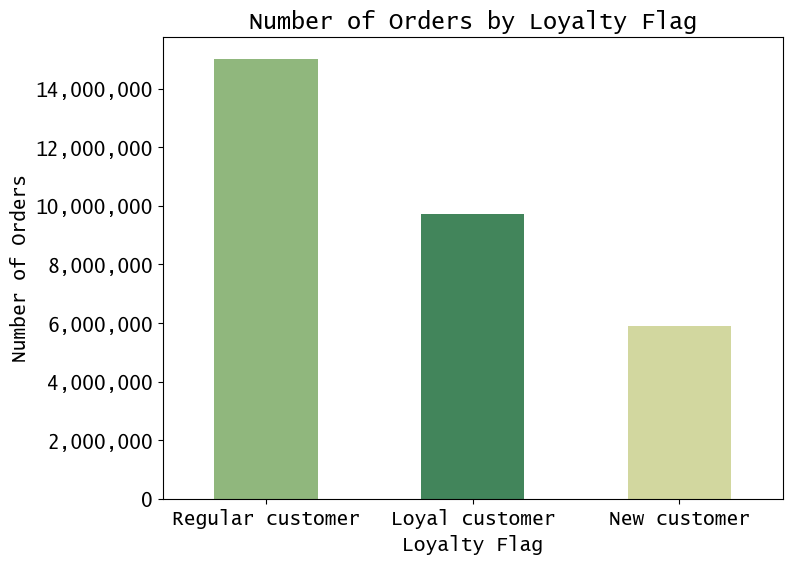 Number of Orders by Loyalty Flag
Number of Orders
14,000,000
12,000,000
10,000,000
8,000,000
6,000,000
4,000,000
2,000,000
0
Regular customer
Loyal customer
New customer
Loyalty Flag